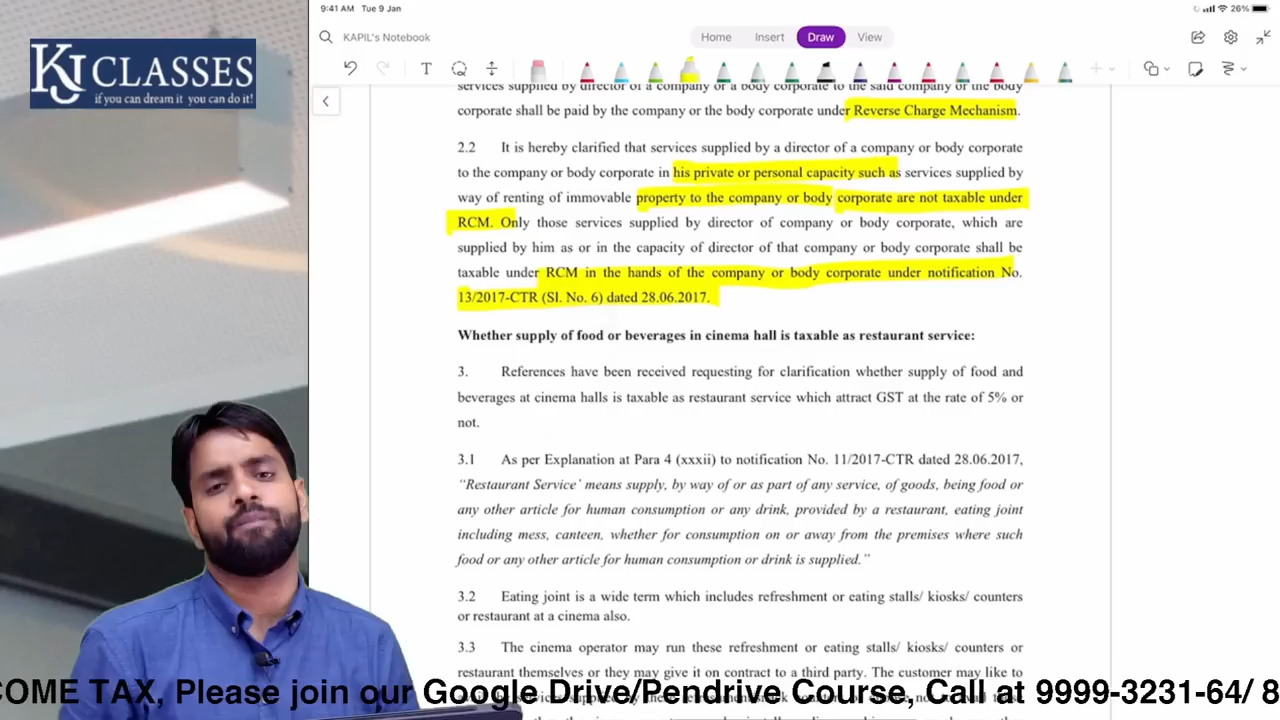 9:41 AM Tue 9 Jan
26%
KJ CLASSES
if you can dream it you can do it!
KAPIL's Notebook
Home Insert Draw View
services supplied by director of a company or a body corporate to the said company or the body
corporate shall be paid by the company or the body corporate under Reverse Charge Mechanism.
2.2 It is hereby clarified that services supplied by a director of a company or body corporate
to the company or body corporate in his private or personal capacity such as services supplied by
way of renting of immovable property to the company or body corporate are not taxable under
RCM. Only those services supplied by director of company or body corporate, which are
supplied by him as or in the capacity of director of that company or body corporate shall be
taxable under RCM in the hands of the company or body corporate under notification No.
13/2017-CTR (Sl. No. 6) dated 28.06.2017.
Whether supply of food or beverages in cinema hall is taxable as restaurant service:
3. References have been received requesting for clarification whether supply of food and
beverages at cinema halls is taxable as restaurant service which attract GST at the rate of 5% or
not.
3.1 As per Explanation at Para 4 (xxxii) to notification No. 11/2017-CTR dated 28.06.2017,
“Restaurant Service’ means supply, by way of or as part of any service, of goods, being food or
any other article for human consumption or any drink, provided by a restaurant, eating joint
including mess, canteen, whether for consumption on or away from the premises where such
food or any other article for human consumption or drink is supplied.”
3.2 Eating joint is a wide term which includes refreshment or eating stalls/ kiosks/ counters
or restaurant at a cinema also.
3.3 The cinema operator may run these refreshment or eating stalls/ kiosks/ counters or
restaurant themselves or they may give it on contract to a third party. The customer may like to
COME TAX, Please join our Google Drive/Pendrive Course, Call at 9999-3231-64/ 8